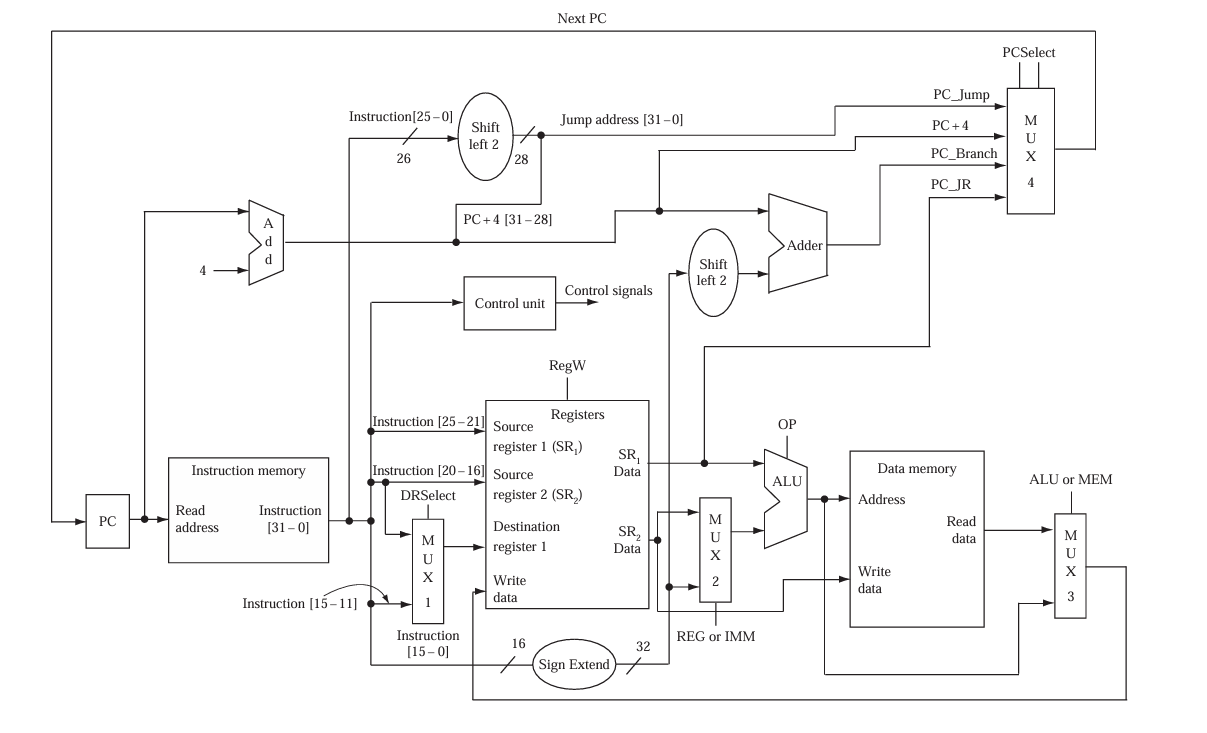 Next PC
PCSelect
PC_Jump
Instruction[25–0]
Shift
left 2
26
28
Jump address [31–0]
PC+4
PC_Branch
PC_JR
M
U
X
4
A
d
d
4
PC+4 [31–28]
Adder
Shift
left 2
Control unit
Control signals
RegW
Instruction [25–21]
Registers
Source
register 1 (SR1)
SR1
Data
OP
ALU
Instruction memory
Read
address
Instruction
[31–0]
PC
Instruction [20–16]
Source
register 2 (SR2)
DRSelect
M
U
X
1
Destination
register 1
SR2
Data
M
U
X
2
Data memory
Address
Read
data
Write
data
ALU or MEM
M
U
X
3
Write
data
Instruction [15–11]
Instruction
[15–0]
REG or IMM
16
Sign Extend
32